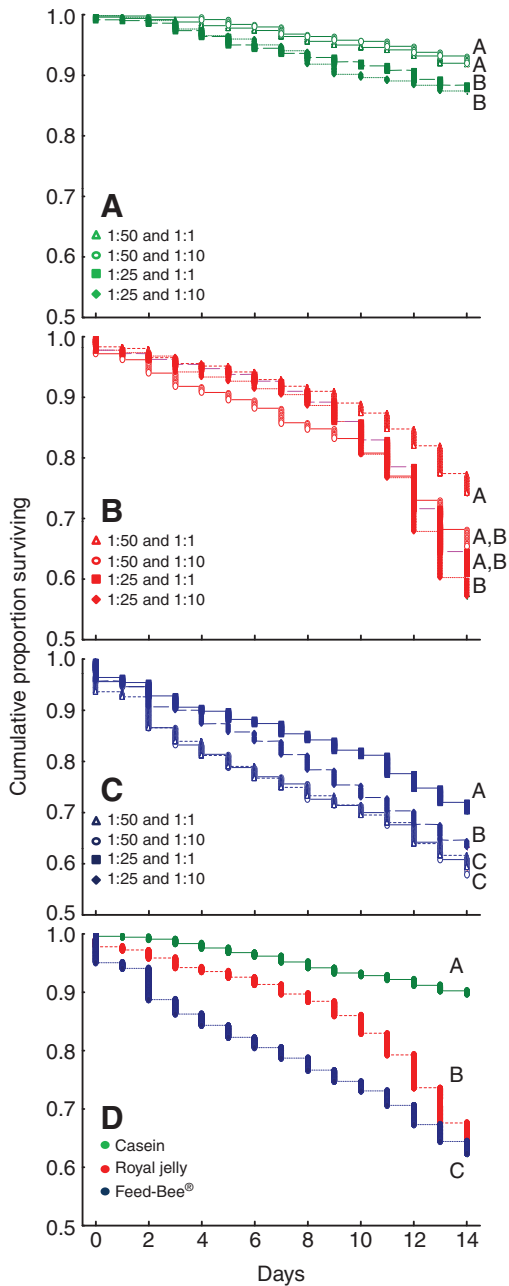 1.0
0.9
0.8
0.7
0.6
0.5
A
1:50 and 1:1
1:50 and 1:10
1:25 and 1:1
1:25 and 1:10
A
A
B
B
1.0
0.9
0.8
0.7
0.6
0.5
B
1:50 and 1:1
1:50 and 1:10
1:25 and 1:1
1:25 and 1:10
A
A,B
A,B
B
Cumulative proportion surviving
1.0
0.9
0.8
0.7
0.6
0.5
C
1:50 and 1:1
1:50 and 1:10
1:25 and 1:1
1:25 and 1:10
A
B
C
C
1.0
0.9
0.8
0.7
0.6
0.5
D
Casein
Royal jelly
Feed-Bee®
A
B
C
0 2 4 6 8 10 12 14
Days